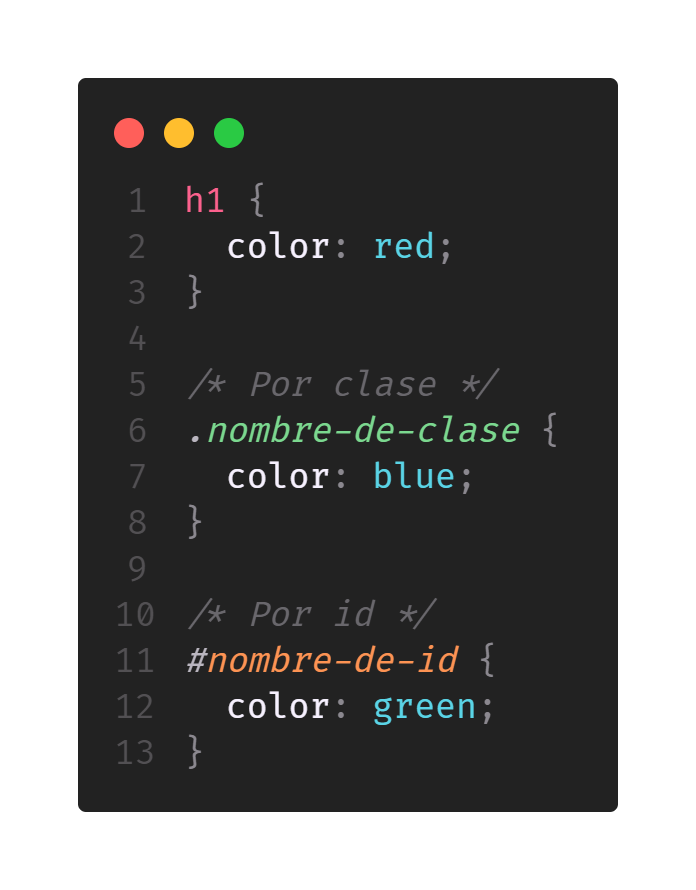 1 h1 {
2   color: red;
3 }
4
5 /* Por clase */
6 .nombre-de-clase {
7   color: blue;
8 }
9
10 /* Por id */
11 #nombre-de-id {
12   color: green;
13 }